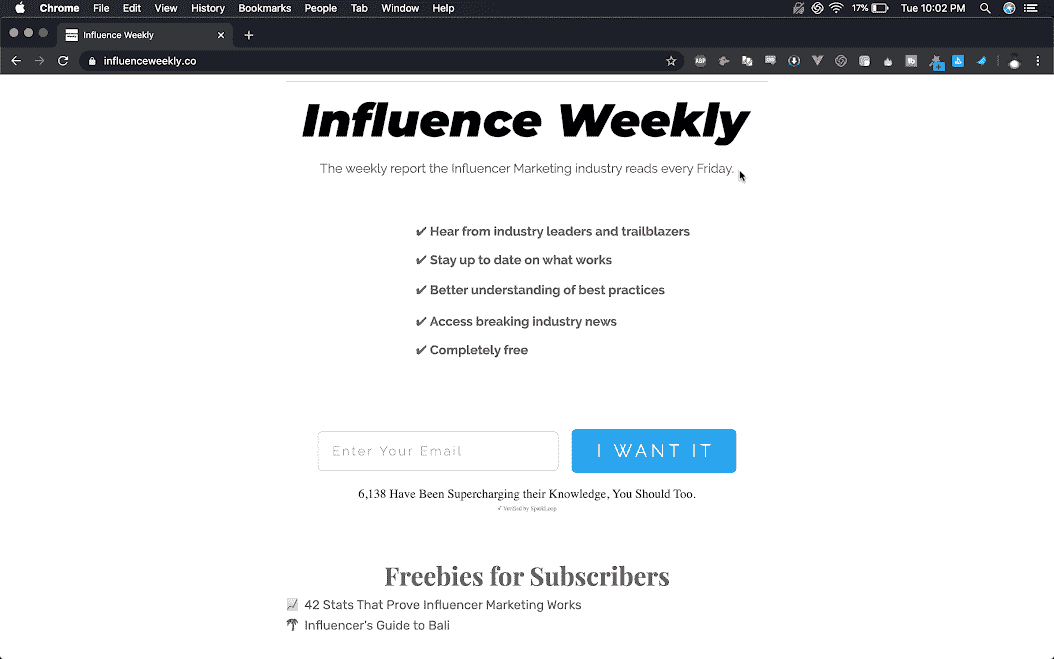 Chrome File Edit View History Bookmarks People Tab Window Help 17% Tue 10:02 PM
Influence Weekly
influenceweekly.co ABP
Influence Weekly
The weekly report the Influencer Marketing industry reads every Friday.
✔ Hear from industry leaders and trailblazers
✔ Stay up to date on what works
✔ Better understanding of best practices
✔ Access breaking industry news
✔ Completely free
Enter Your Email I WANT IT
6,138 Have Been Supercharging their Knowledge, You Should Too.
✓ Verified by SparkLoop
Freebies for Subscribers
42 Stats That Prove Influencer Marketing Works
Influencer's Guide to Bali